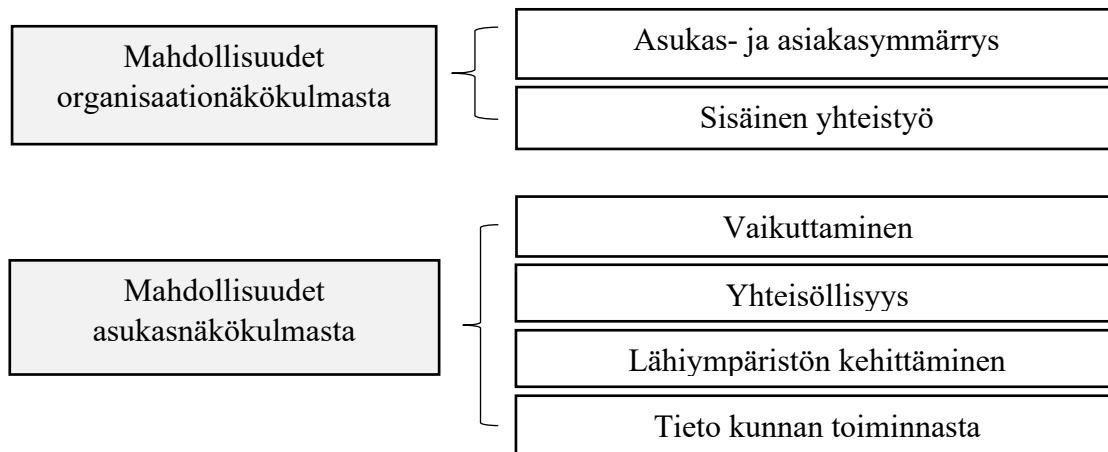 Mahdollisuudet
organisaationäkökulmasta
Asukas- ja asiakasymmärrys
Sisäinen yhteistyö
Mahdollisuudet
asukasnäkökulmasta
Vaikuttaminen
Yhteisöllisyys
Lähiympäristön kehittäminen
Tieto kunnan toiminnasta